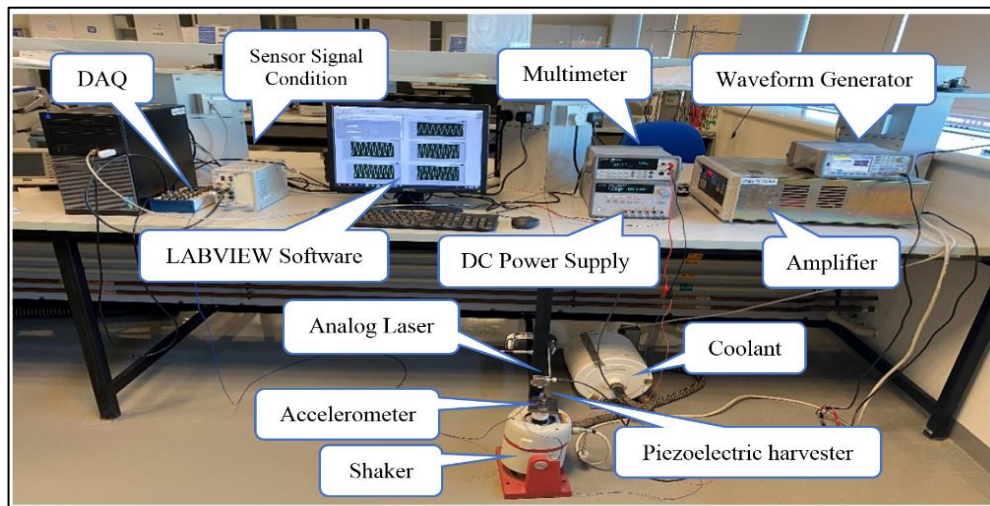 DAQ
Sensor Signal
Condition
Multimeter
Waveform Generator
LABVIEW Software
DC Power Supply
Amplifier
Analog Laser
Coolant
Accelerometer
Piezoelectric harvester
Shaker